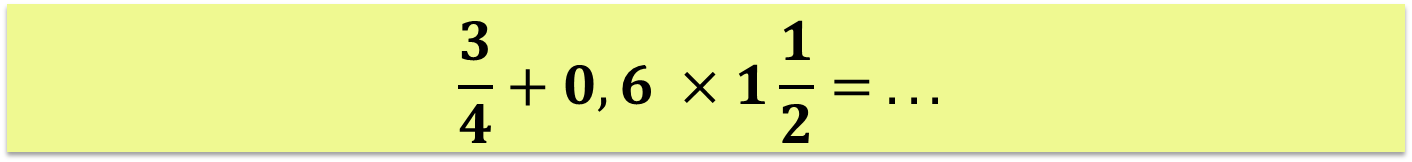 3/4 + 0,6 × 1 1/2 = ...